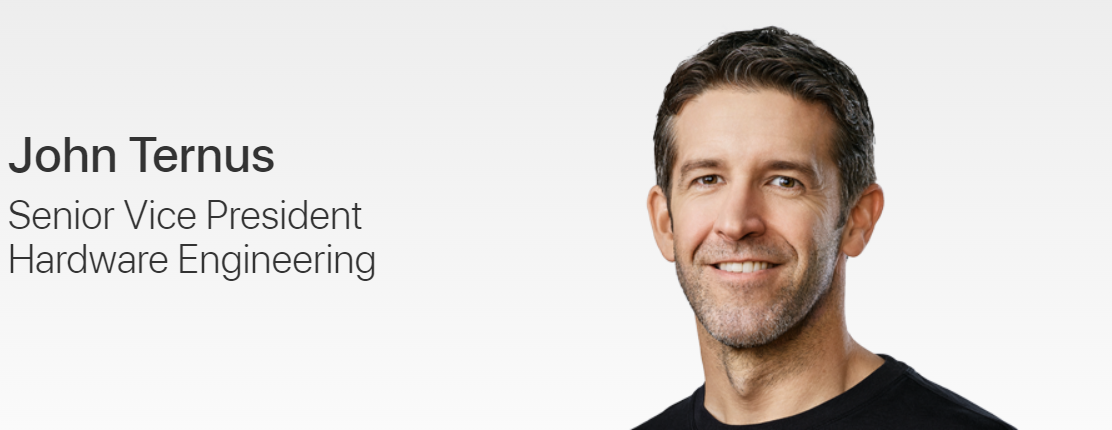 John Ternus
Senior Vice President
Hardware Engineering